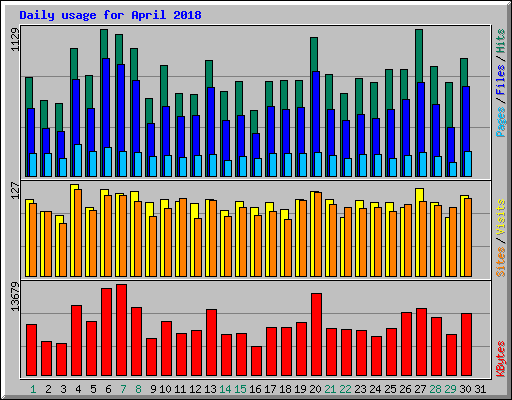 Daily usage for April 2018
1129
Pages / Files / Hits
127
Sites / Visits
13679
KBytes
1 2 3 4 5 6 7 8 9 10 11 12 13 14 15 16 17 18 19 20 21 22 23 24 25 26 27 28 29 30 31